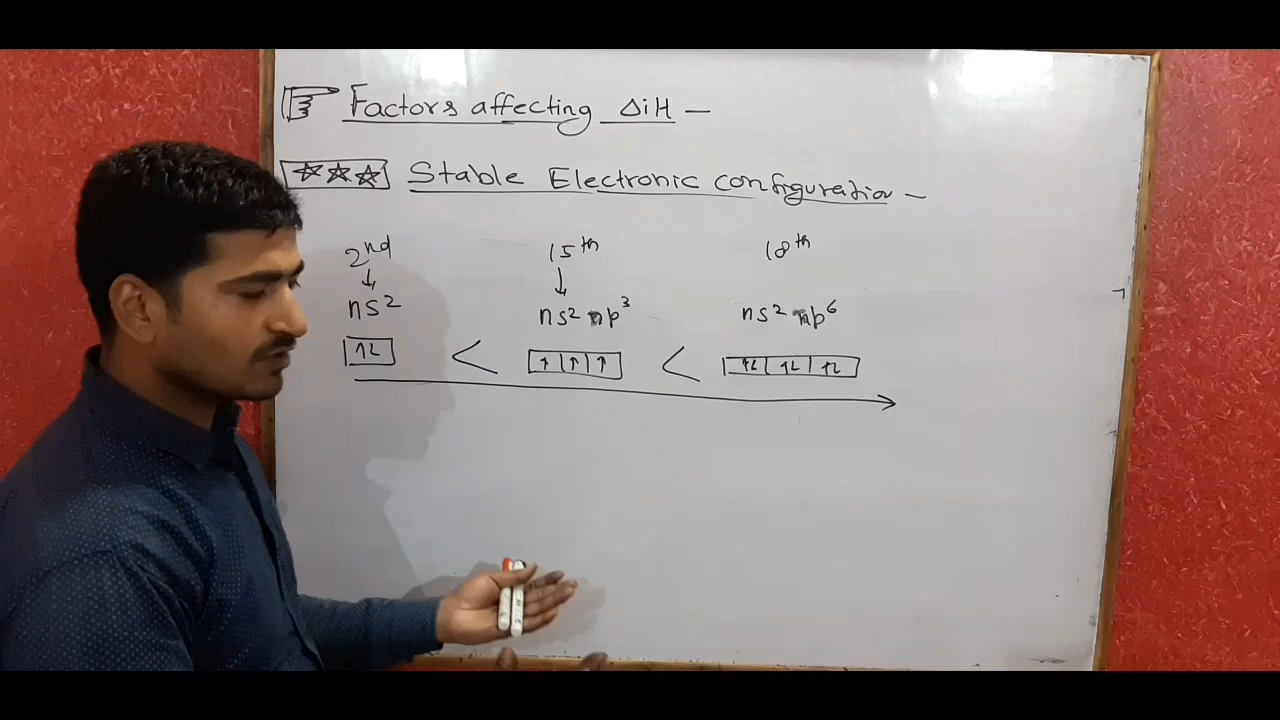 Factors affecting ΔiH —
Stable Electronic configuration —
2nd 15th 18th
ns² ns² np³ ns² np⁶
↑↓ < ↑ ↑ ↑ < ↑↓ ↑↓ ↑↓